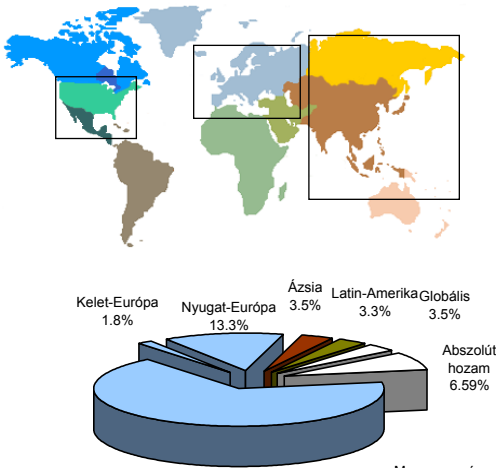 Kelet-Európa
1.8%
Nyugat-Európa
13.3%
Ázsia
3.5%
Latin-Amerika
3.3%
Globális
3.5%
Abszolút
hozam
6.59%